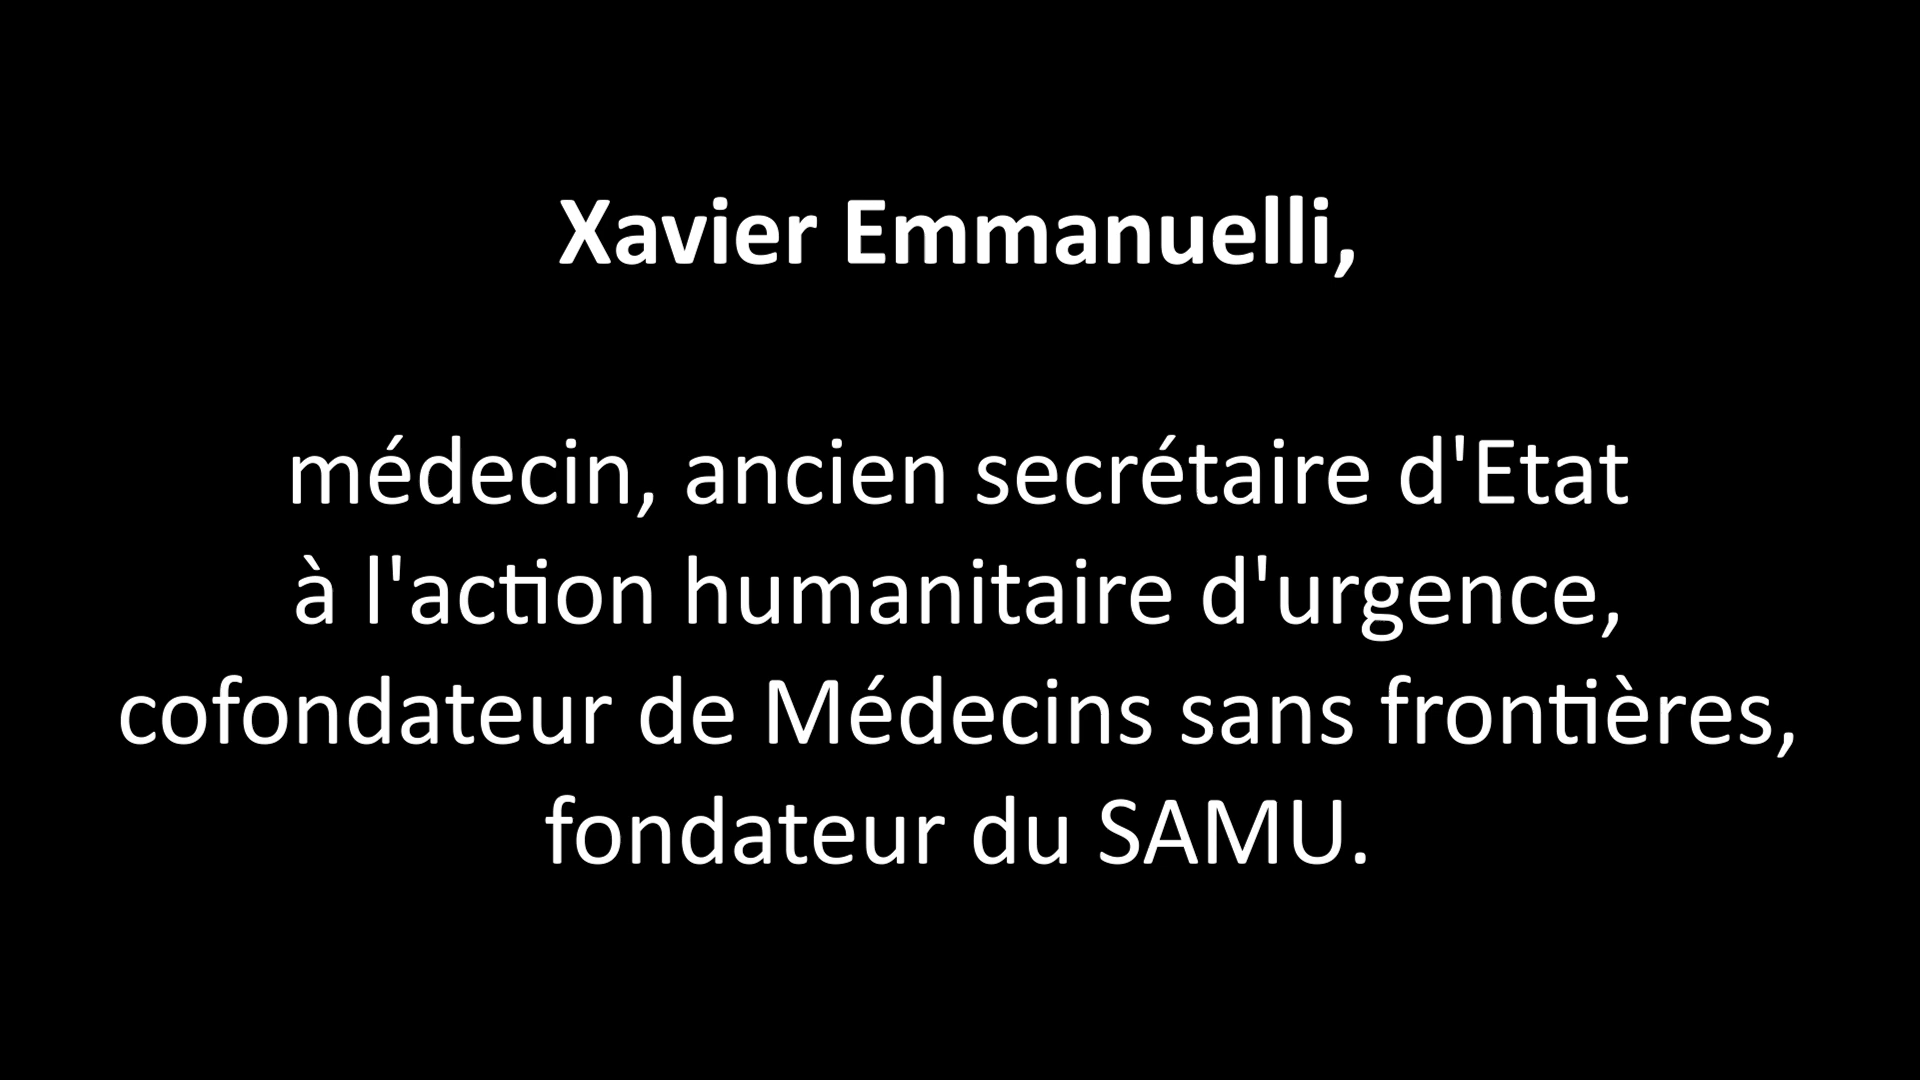 Xavier Emmanuelli,
médecin, ancien secrétaire d'Etat
à l'action humanitaire d'urgence,
cofondateur de Médecins sans frontières,
fondateur du SAMU.